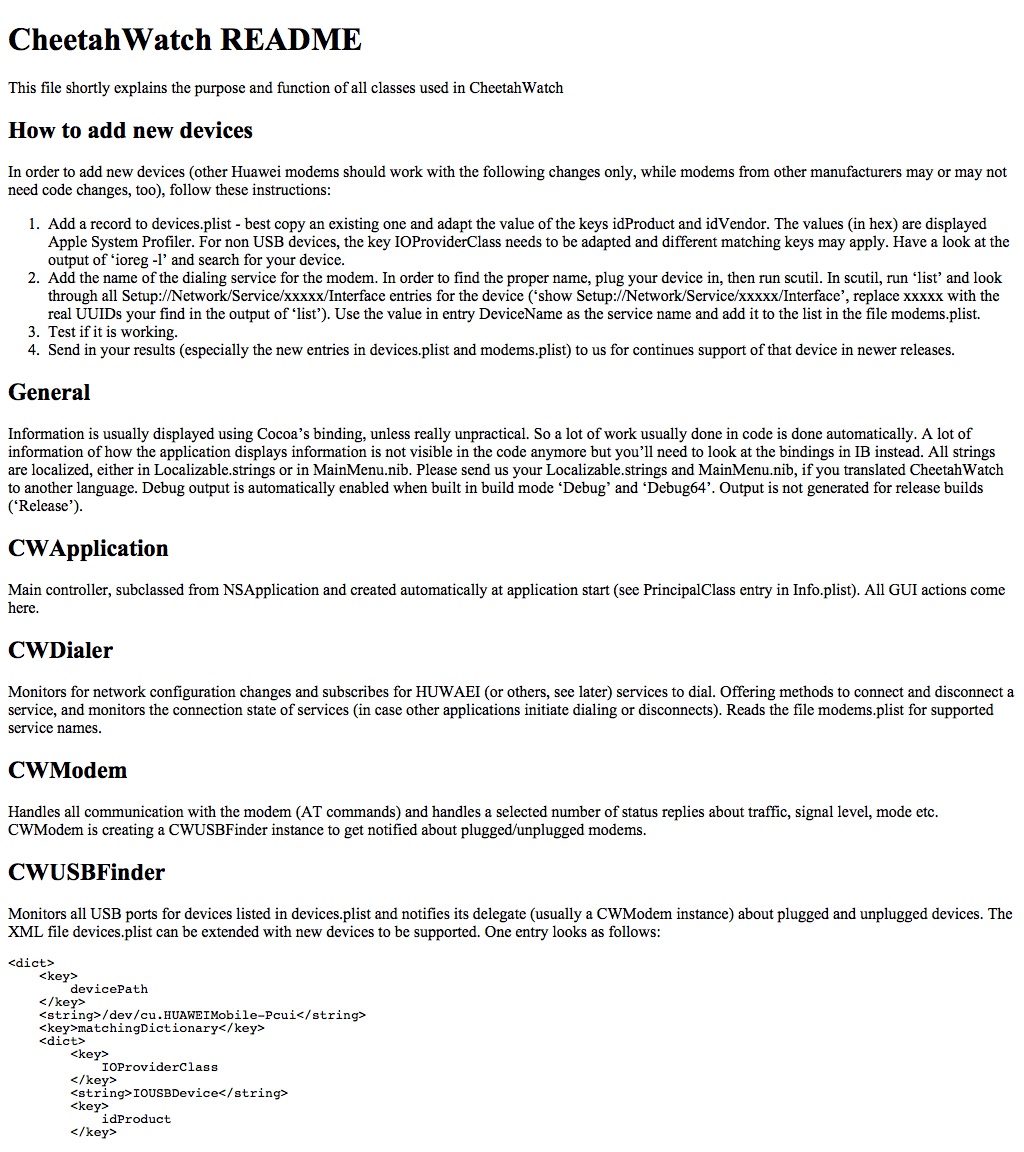 CheetahWatch README
This file shortly explains the purpose and function of all classes used in CheetahWatch
How to add new devices
In order to add new devices (other Huawei modems should work with the following changes only, while modems from other manufacturers may or may not
need code changes, too), follow these instructions:
1. Add a record to devices.plist - best copy an existing one and adapt the value of the keys idProduct and idVendor. The values (in hex) are displayed
Apple System Profiler. For non USB devices, the key IOProviderClass needs to be adapted and different matching keys may apply. Have a look at the
output of ‘ioreg -l’ and search for your device.
2. Add the name of the dialing service for the modem. In order to find the proper name, plug your device in, then run scutil. In scutil, run ‘list’ and look
through all Setup://Network/Service/xxxxx/Interface entries for the device (‘show Setup://Network/Service/xxxxx/Interface’, replace xxxxx with the
real UUIDs your find in the output of ‘list’). Use the value in entry DeviceName as the service name and add it to the list in the file modems.plist.
3. Test if it is working.
4. Send in your results (especially the new entries in devices.plist and modems.plist) to us for continues support of that device in newer releases.
General
Information is usually displayed using Cocoa’s binding, unless really unpractical. So a lot of work usually done in code is done automatically. A lot of
information of how the application displays information is not visible in the code anymore but you’ll need to look at the bindings in IB instead. All strings
are localized, either in Localizable.strings or in MainMenu.nib. Please send us your Localizable.strings and MainMenu.nib, if you translated CheetahWatch
to another language. Debug output is automatically enabled when built in build mode ‘Debug’ and ‘Debug64’. Output is not generated for release builds
(‘Release’).
CWApplication
Main controller, subclassed from NSApplication and created automatically at application start (see PrincipalClass entry in Info.plist). All GUI actions come
here.
CWDialer
Monitors for network configuration changes and subscribes for HUWAEI (or others, see later) services to dial. Offering methods to connect and disconnect a
service, and monitors the connection state of services (in case other applications initiate dialing or disconnects). Reads the file modems.plist for supported
service names.
CWModem
Handles all communication with the modem (AT commands) and handles a selected number of status replies about traffic, signal level, mode etc.
CWModem is creating a CWUSBFinder instance to get notified about plugged/unplugged modems.
CWUSBFinder
Monitors all USB ports for devices listed in devices.plist and notifies its delegate (usually a CWModem instance) about plugged and unplugged devices. The
XML file devices.plist can be extended with new devices to be supported. One entry looks as follows:
<dict>
<key>
devicePath
</key>
<string>/dev/cu.HUAWEIMobile-Pcui</string>
<key>matchingDictionary</key>
<dict>
<key>
IOProviderClass
</key>
<string>IOUSBDevice</string>
<key>
idProduct
</key>